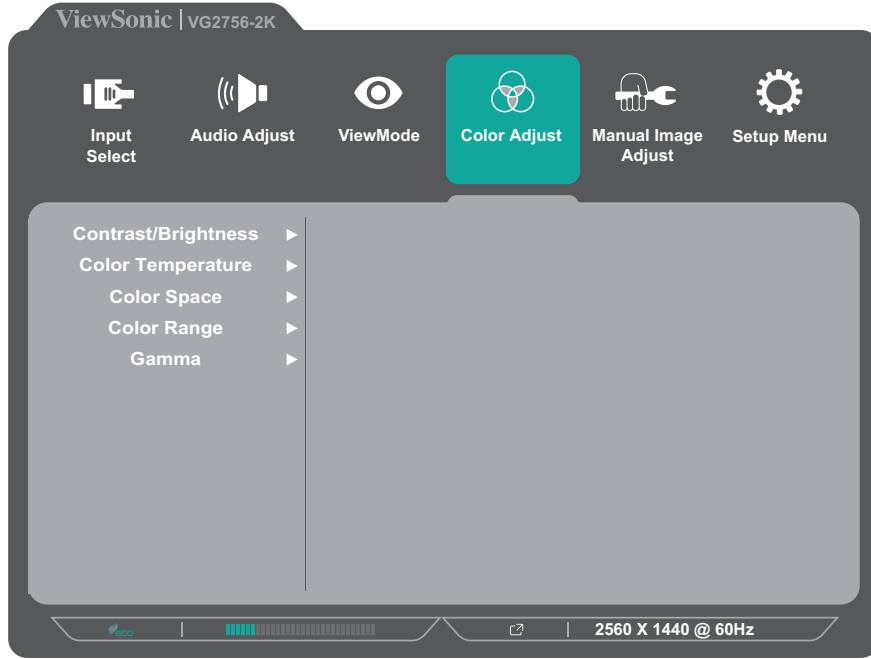 ViewSonic | VG2756-2K
Input Select
Audio Adjust
ViewMode
Color Adjust
Manual Image Adjust
Setup Menu
Contrast/Brightness
Color Temperature
Color Space
Color Range
Gamma
eco
2560 X 1440 @ 60Hz